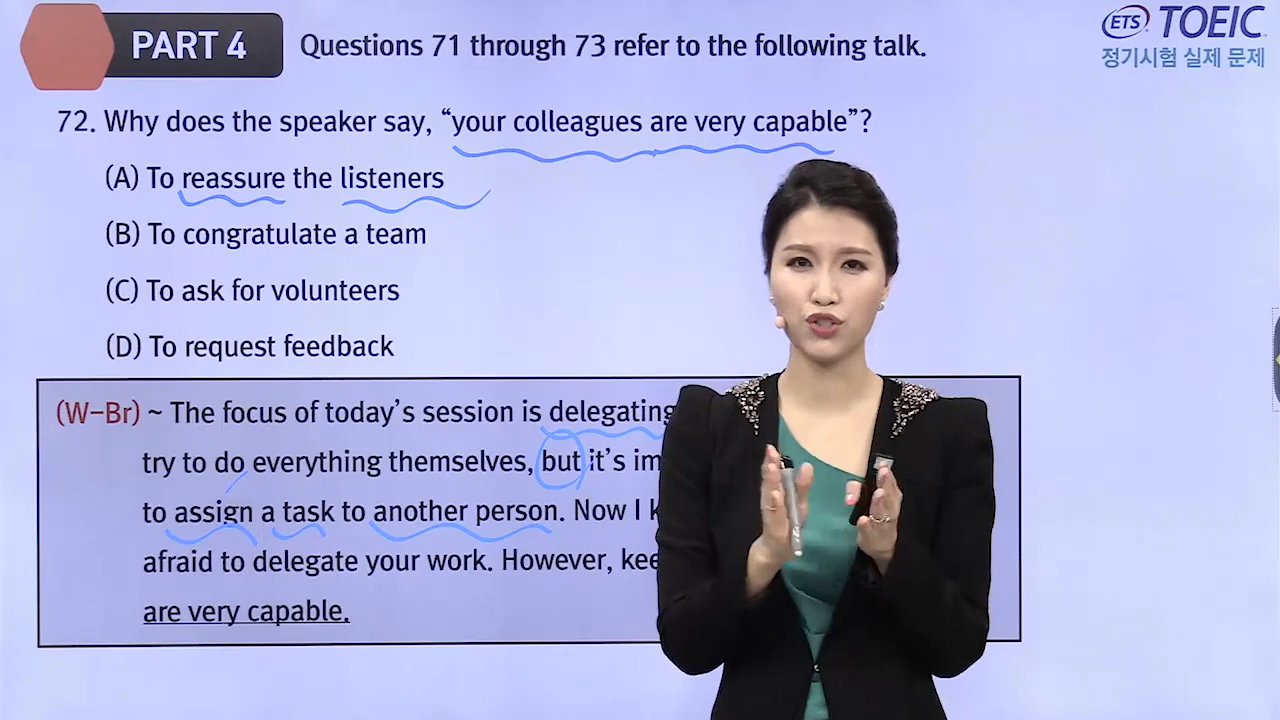 PART 4
Questions 71 through 73 refer to the following talk.
ETS TOEIC
정기시험 실제 문제
72. Why does the speaker say, “your colleagues are very capable”?
(A) To reassure the listeners
(B) To congratulate a team
(C) To ask for volunteers
(D) To request feedback
(W-Br) ~ The focus of today’s session is delegating
try to do everything themselves, but it’s
to assign a task to another person. Now I
afraid to delegate your work. However,
are very capable.